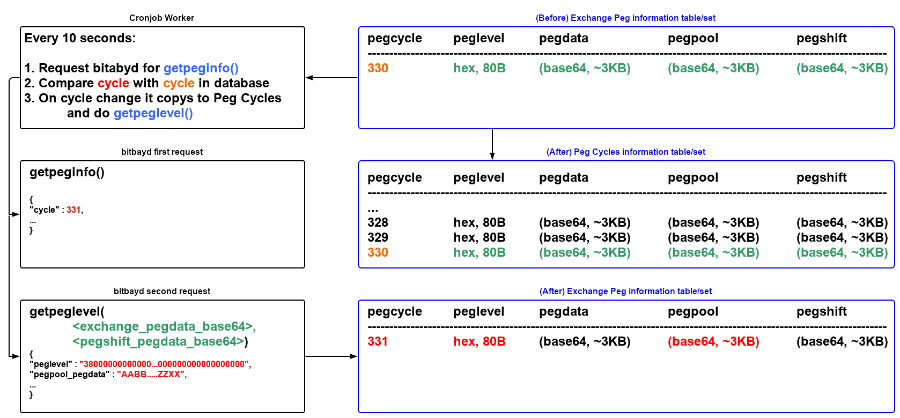 Cronjob Worker
Every 10 seconds:
1. Request bitabyd for getpeginfo()
2. Compare cycle with cycle in database
3. On cycle change it copys to Peg Cycles
and do getpeglevel()
(Before) Exchange Peg information table/set
pegcycle peglevel pegdata pegpool pegshift
330 hex, 80B (base64, ~3KB) (base64, ~3KB) (base64, ~3KB)
bitbayd first request
getpeginfo()
{
"cycle" : 331,
...
}
(After) Peg Cycles information table/set
pegcycle peglevel pegdata pegpool pegshift
...
328 hex, 80B (base64, ~3KB) (base64, ~3KB) (base64, ~3KB)
329 hex, 80B (base64, ~3KB) (base64, ~3KB) (base64, ~3KB)
330 hex, 80B (base64, ~3KB) (base64, ~3KB) (base64, ~3KB)
bitbayd second request
getpeglevel(
<exchange_pegdata_base64>,
<pegshift_pegdata_base64>)
{
"peglevel" : "38000000000000...000000000000000000",
"pegpool_pegdata" : "AABB.....ZZXX",
...
}
(After) Exchange Peg information table/set
pegcycle peglevel pegdata pegpool pegshift
331 hex, 80B (base64, ~3KB) (base64, ~3KB) (base64, ~3KB)